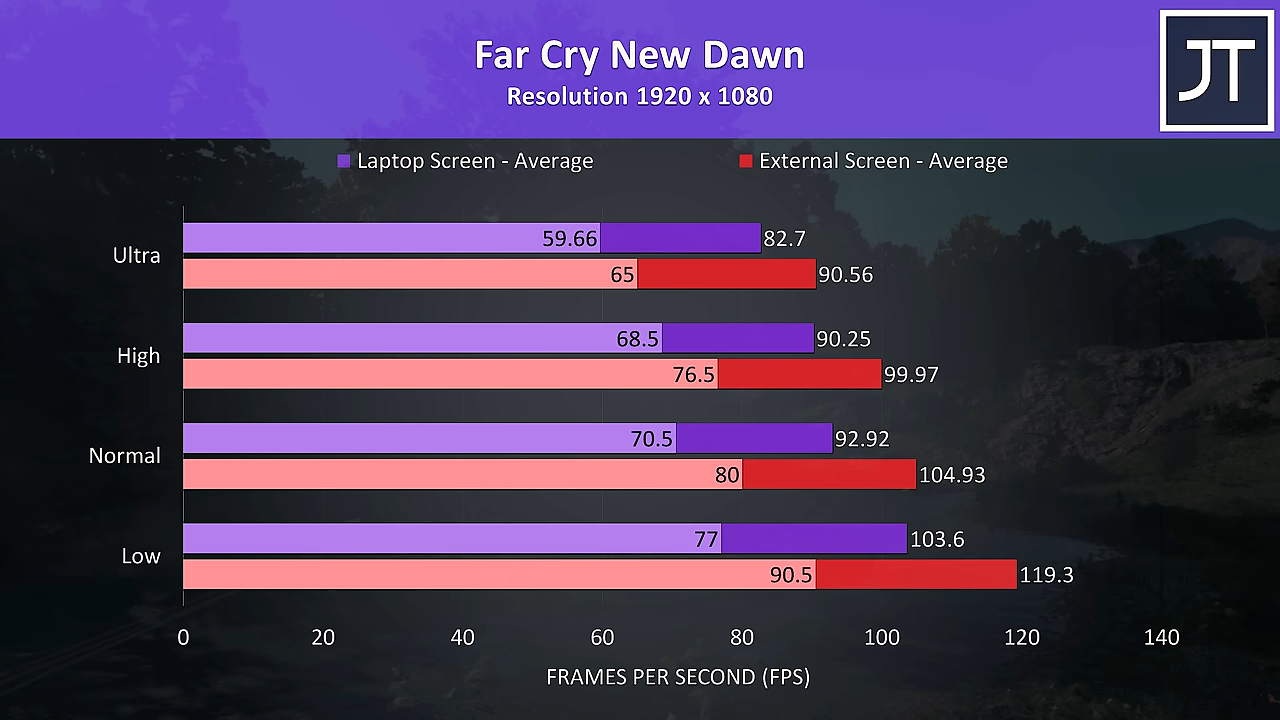 Far Cry New Dawn
Resolution 1920 x 1080
JT
Laptop Screen - Average
External Screen - Average
Ultra
59.66
82.7
65
90.56
High
68.5
90.25
76.5
99.97
Normal
70.5
92.92
80
104.93
Low
77
103.6
90.5
119.3
0 20 40 60 80 100 120 140
FRAMES PER SECOND (FPS)